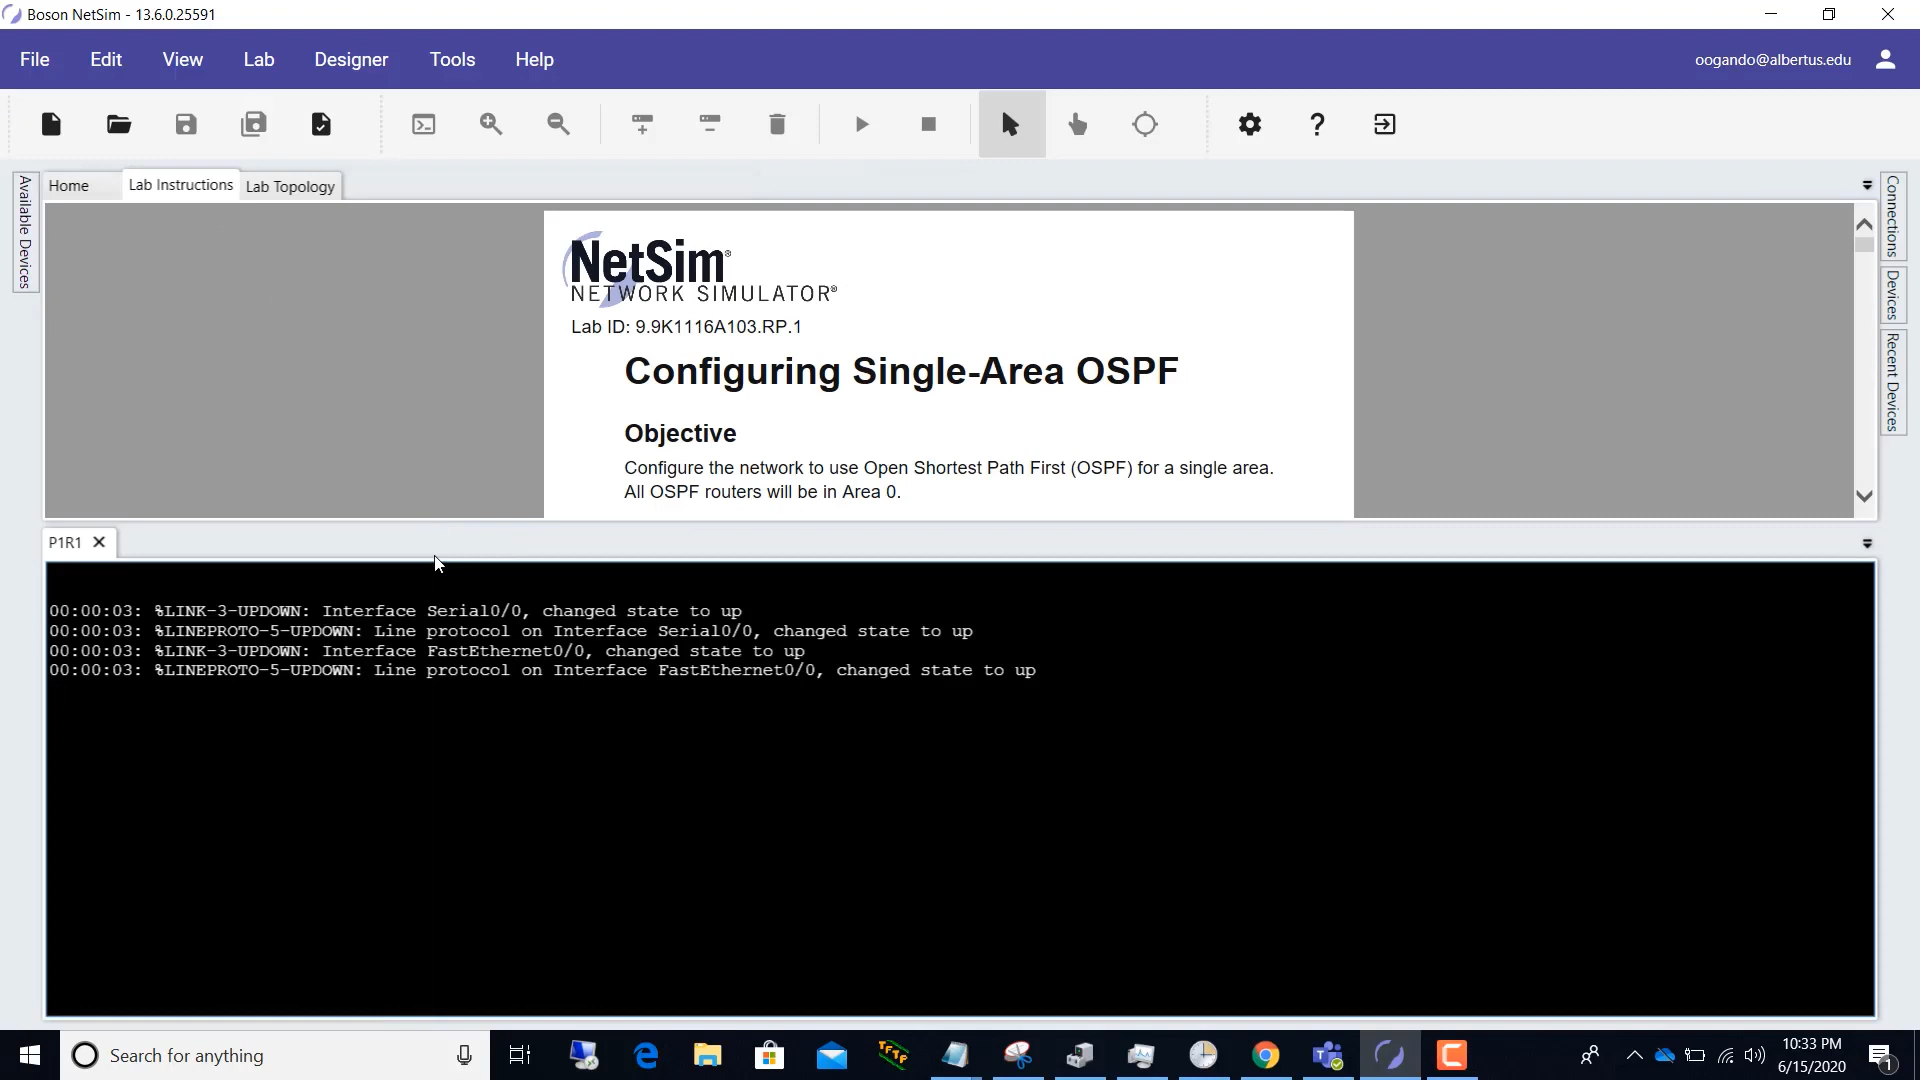 Boson NetSim - 13.6.0.25591
File Edit View Lab Designer Tools Help
oogando@albertus.edu
Available Devices
Home Lab Instructions Lab Topology
Connections
Devices
Recent Devices
NetSim®
NETWORK SIMULATOR®
Lab ID: 9.9K1116A103.RP.1
Configuring Single-Area OSPF
Objective
Configure the network to use Open Shortest Path First (OSPF) for a single area.
All OSPF routers will be in Area 0.
P1R1
00:00:03: %LINK-3-UPDOWN: Interface Serial0/0, changed state to up
00:00:03: %LINEPROTO-5-UPDOWN: Line protocol on Interface Serial0/0, changed state to up
00:00:03: %LINK-3-UPDOWN: Interface FastEthernet0/0, changed state to up
00:00:03: %LINEPROTO-5-UPDOWN: Line protocol on Interface FastEthernet0/0, changed state to up
Search for anything
TFTP
10:33 PM
6/15/2020
1